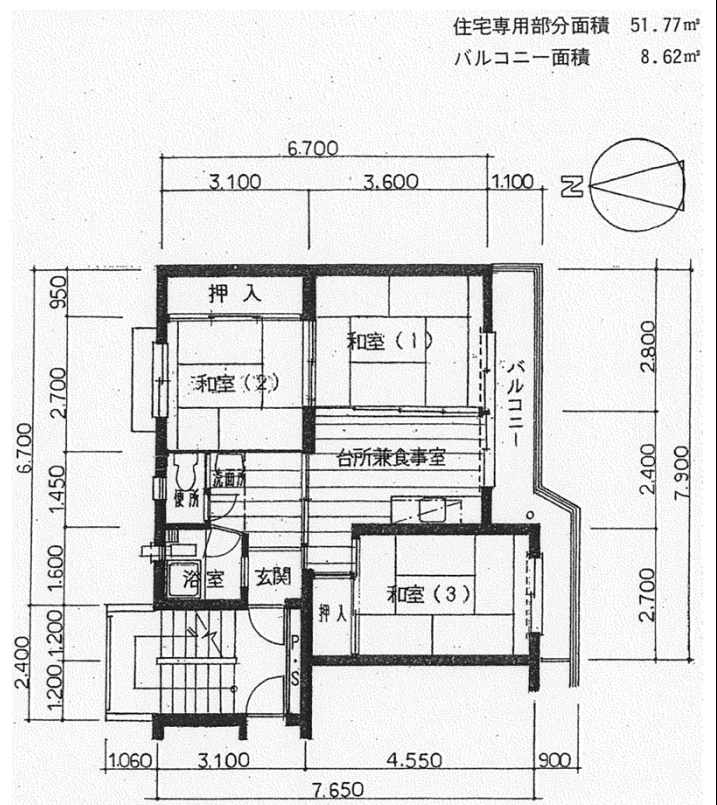 住宅専用部分面積 51.77㎡
バルコニー面積 8.62㎡
6.700
3.100 3.600 1.100
N
950
2.700
6.700
1.450
1.600
2.400
1.200
1.200
押入
和室(1)
和室(2)
バルコニー
台所兼食事室
洗面所
便所
浴室
玄関
押入
和室(3)
P.S
2.800
2.400
7.900
2.700
1.060 3.100 4.550 900
7.650